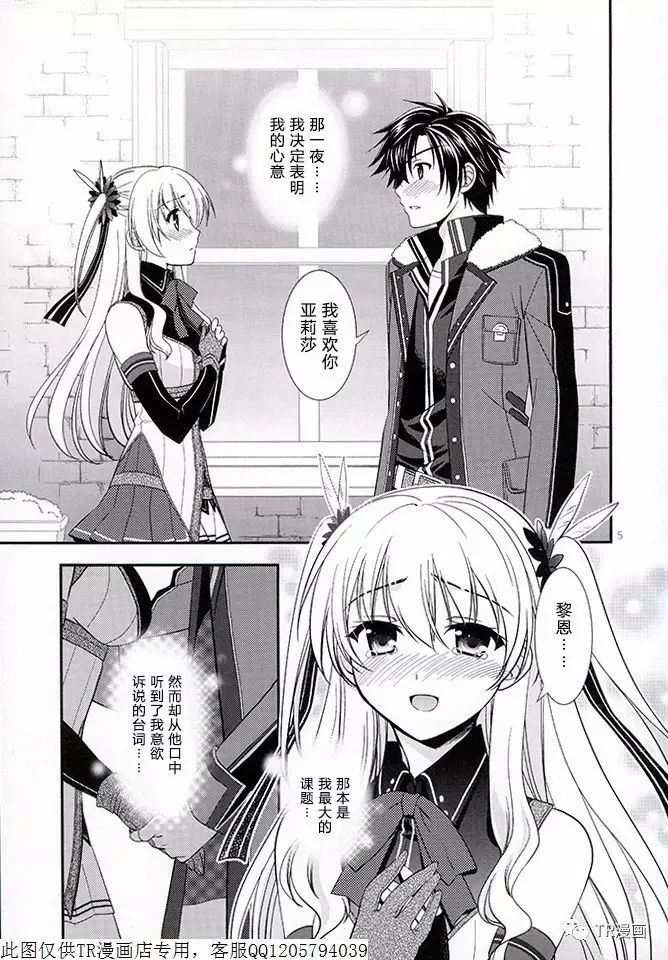 那一夜……
我决定表明
我的心意
我喜欢你
亚莉莎
5
黎恩……
然而却从他口中
听到了我意欲
诉说的台词……
那本是
我最大的
课题…
TR漫画
此图仅供TR漫画店专用，客服QQ1205794039